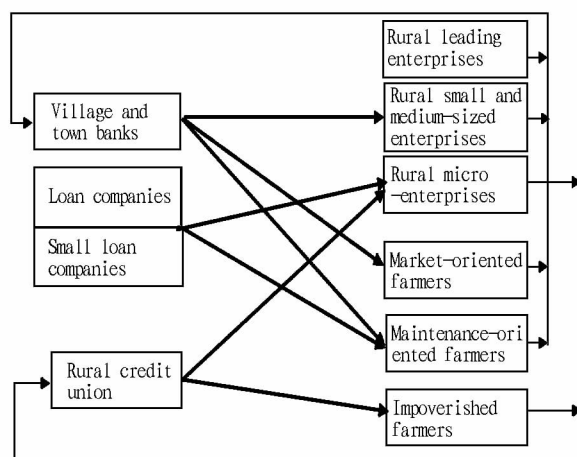 Village and
town banks
Loan companies
Small loan
companies
Rural credit
union
Rural leading
enterprises
Rural small and
medium-sized
enterprises
Rural micro
-enterprises
Market-oriented
farmers
Maintenance-ori
ented farmers
Impoverished
farmers